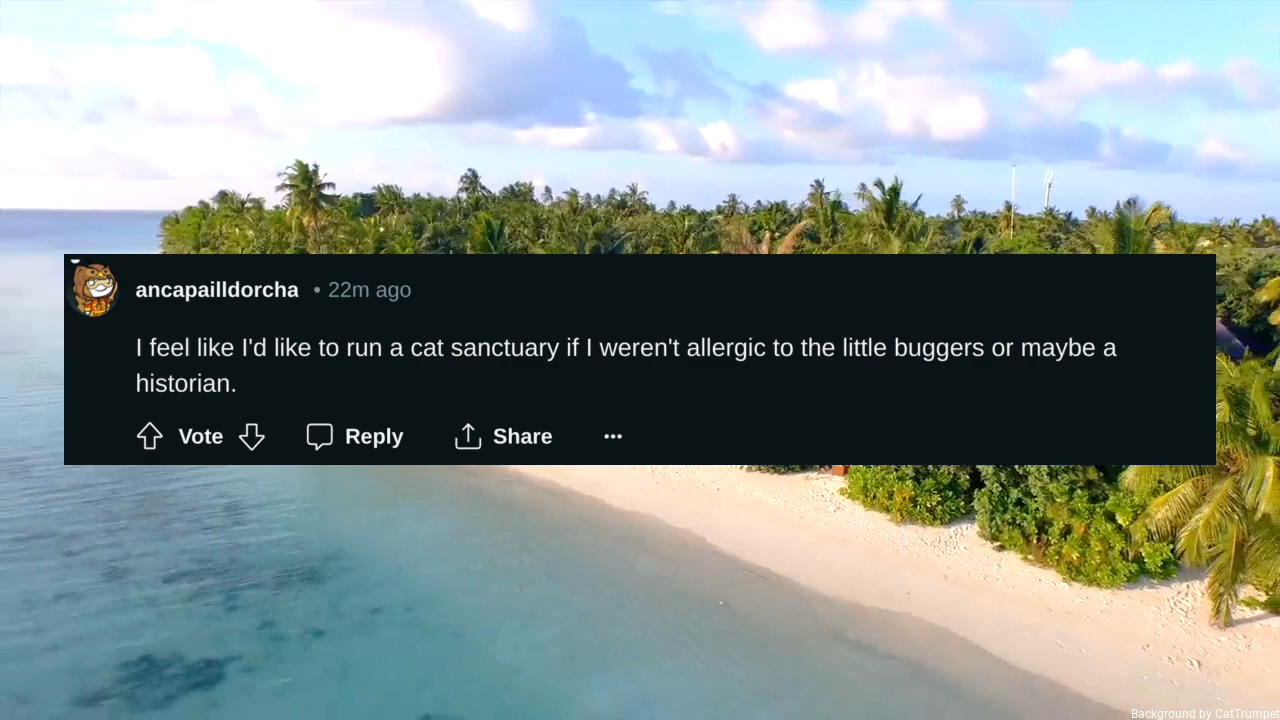 ancapailldorcha • 22m ago
I feel like I'd like to run a cat sanctuary if I weren't allergic to the little buggers or maybe a
historian.
Vote Reply Share •••
Background by CatTrumpet